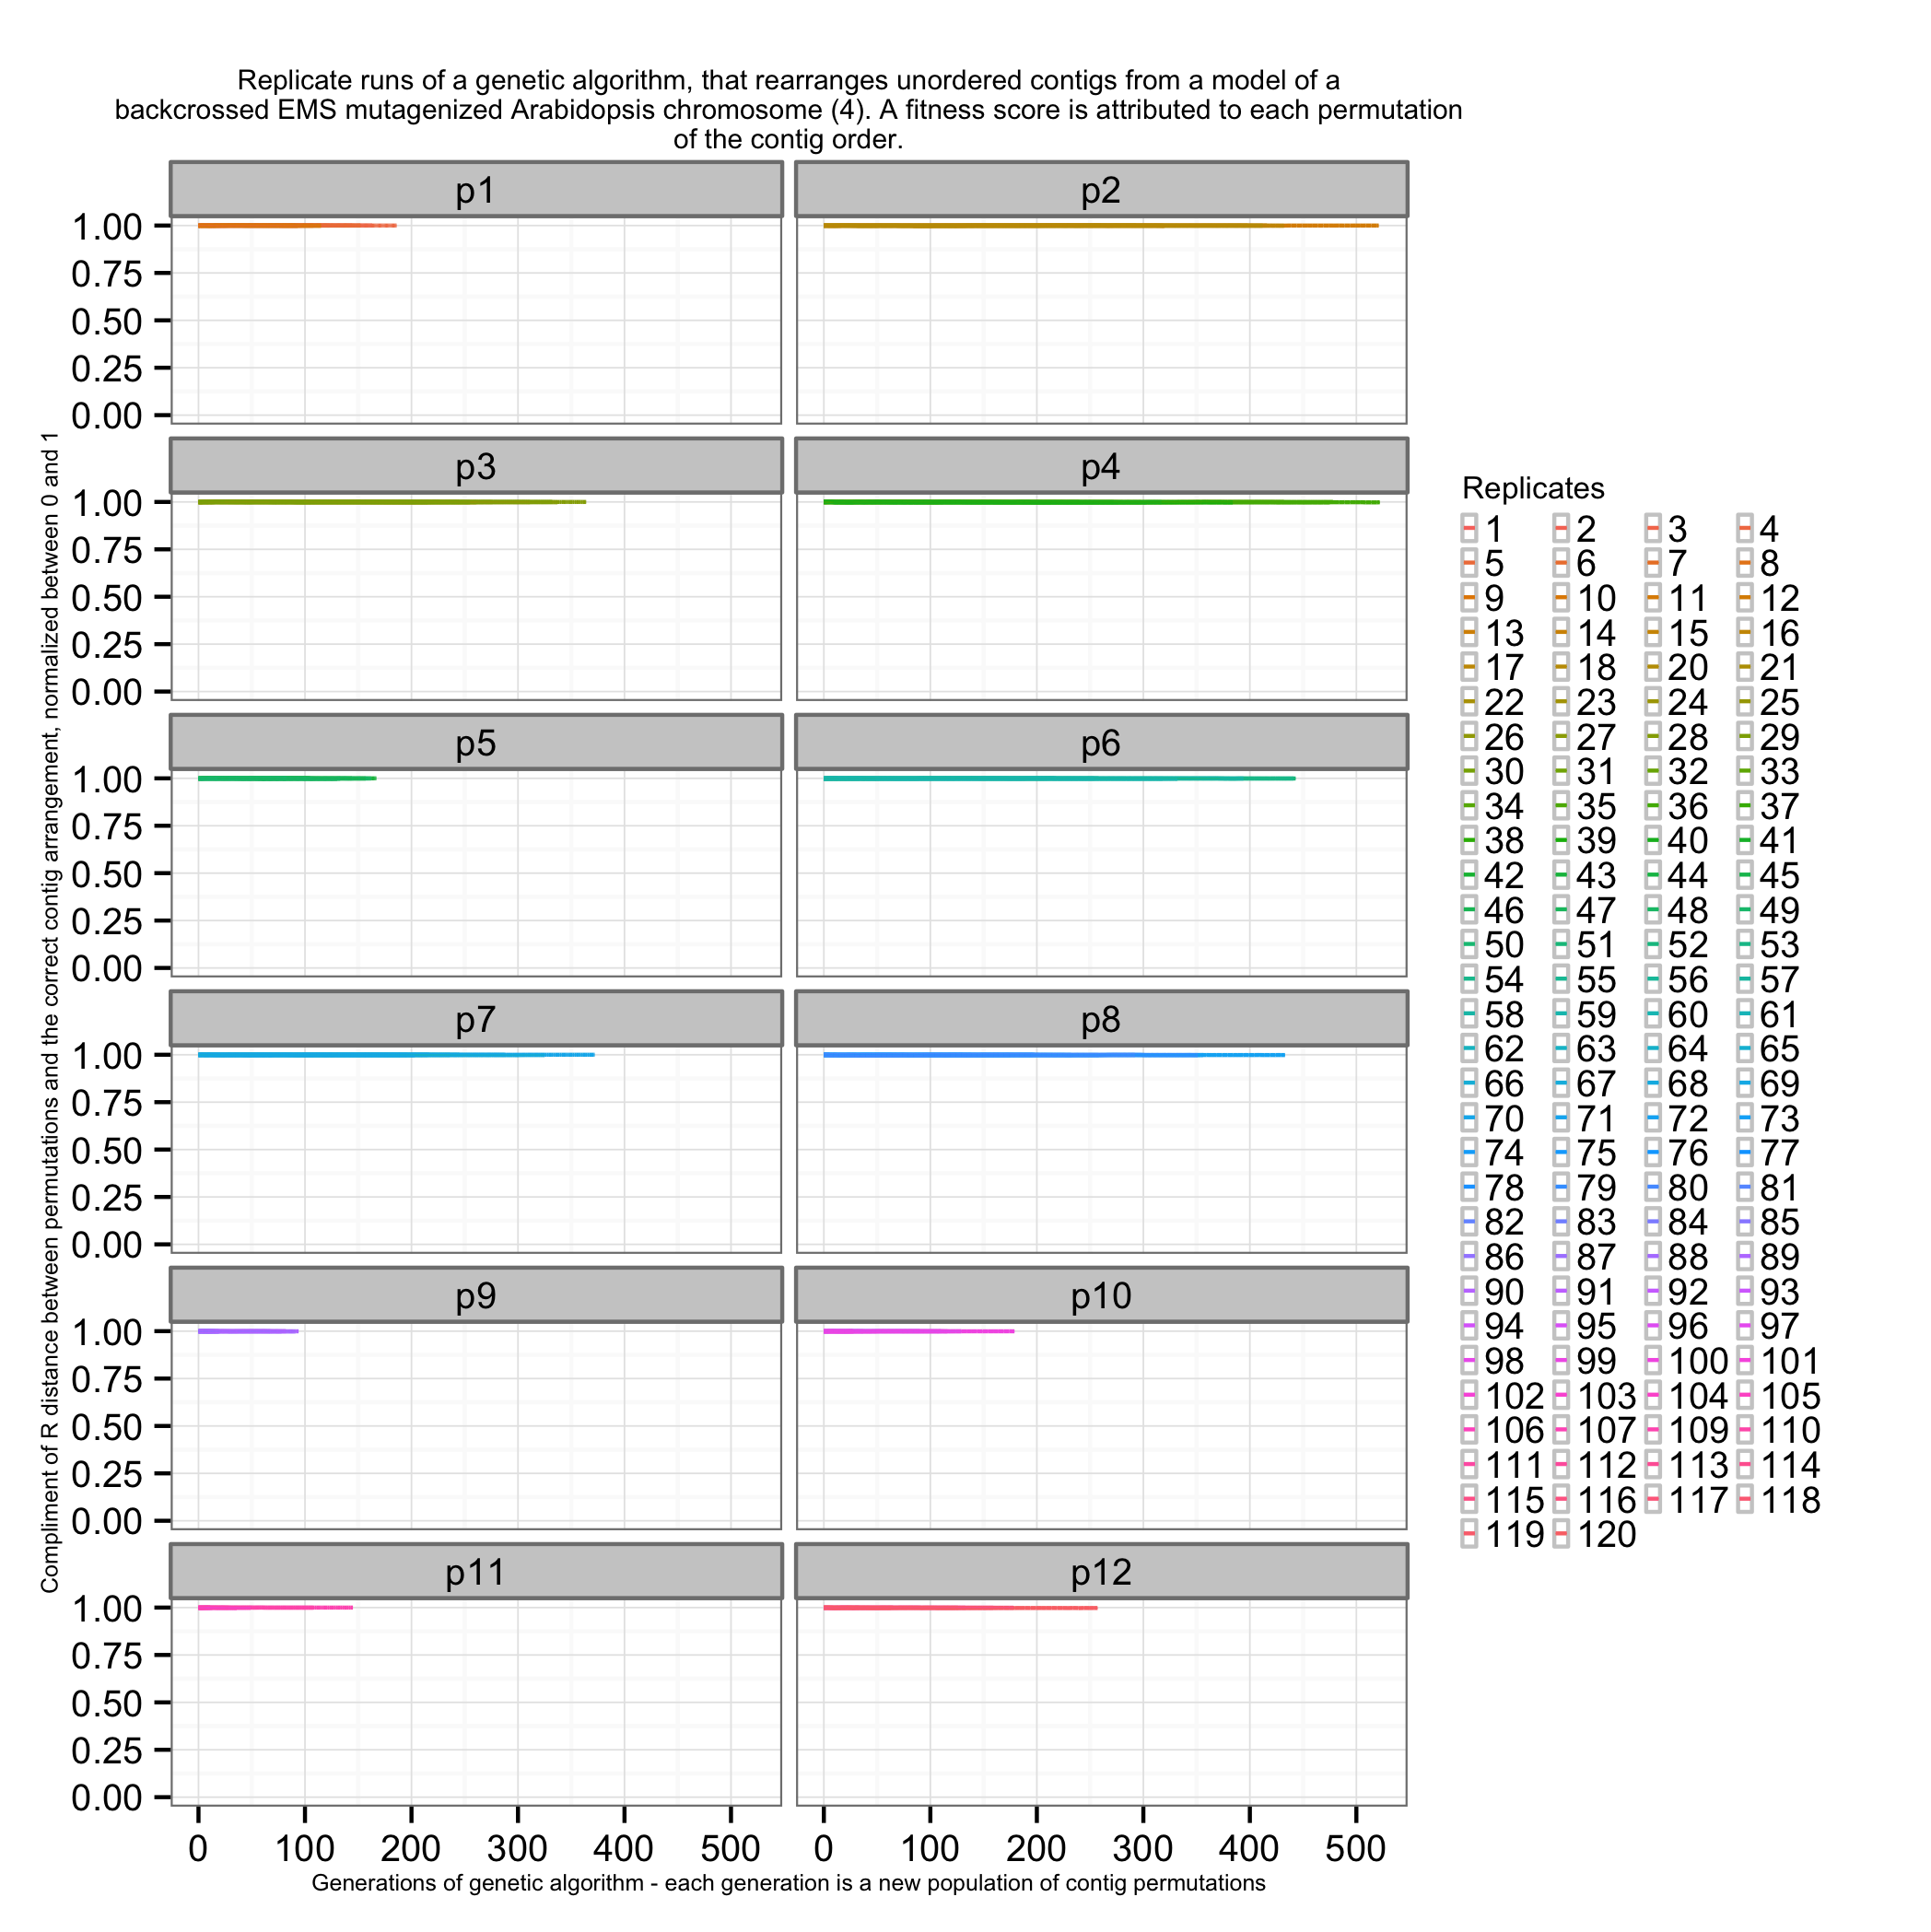 Replicate runs of a genetic algorithm, that rearranges unordered contigs from a model of a
backcrossed EMS mutagenized Arabidopsis chromosome (4). A fitness score is attributed to each permutation
of the contig order.
Compliment of R distance between permutations and the correct contig arrangement, normalized between 0 and 1
p1 p2
1.00
0.75
0.50
0.25
0.00
p3 p4
1.00
0.75
0.50
0.25
0.00
p5 p6
1.00
0.75
0.50
0.25
0.00
p7 p8
1.00
0.75
0.50
0.25
0.00
p9 p10
1.00
0.75
0.50
0.25
0.00
p11 p12
1.00
0.75
0.50
0.25
0.00
0 100 200 300 400 500 0 100 200 300 400 500
Generations of genetic algorithm - each generation is a new population of contig permutations
Replicates
1 2 3 4
5 6 7 8
9 10 11 12
13 14 15 16
17 18 20 21
22 23 24 25
26 27 28 29
30 31 32 33
34 35 36 37
38 39 40 41
42 43 44 45
46 47 48 49
50 51 52 53
54 55 56 57
58 59 60 61
62 63 64 65
66 67 68 69
70 71 72 73
74 75 76 77
78 79 80 81
82 83 84 85
86 87 88 89
90 91 92 93
94 95 96 97
98 99 100 101
102 103 104 105
106 107 109 110
111 112 113 114
115 116 117 118
119 120